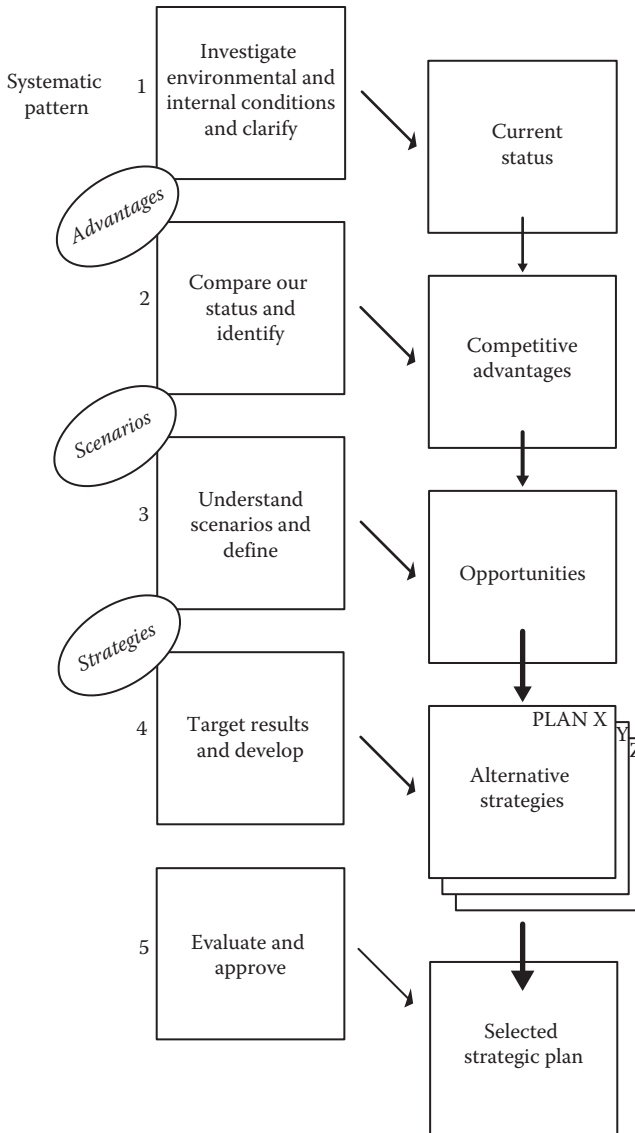 Systematic
pattern
1
Investigate
environmental and
internal conditions
and clarify
Current
status
Advantages
2
Compare our
status and
identify
Competitive
advantages
Scenarios
3
Understand
scenarios and
define
Opportunities
Strategies
4
Target results
and develop
PLAN X
Y
Z
Alternative
strategies
5
Evaluate and
approve
Selected
strategic plan